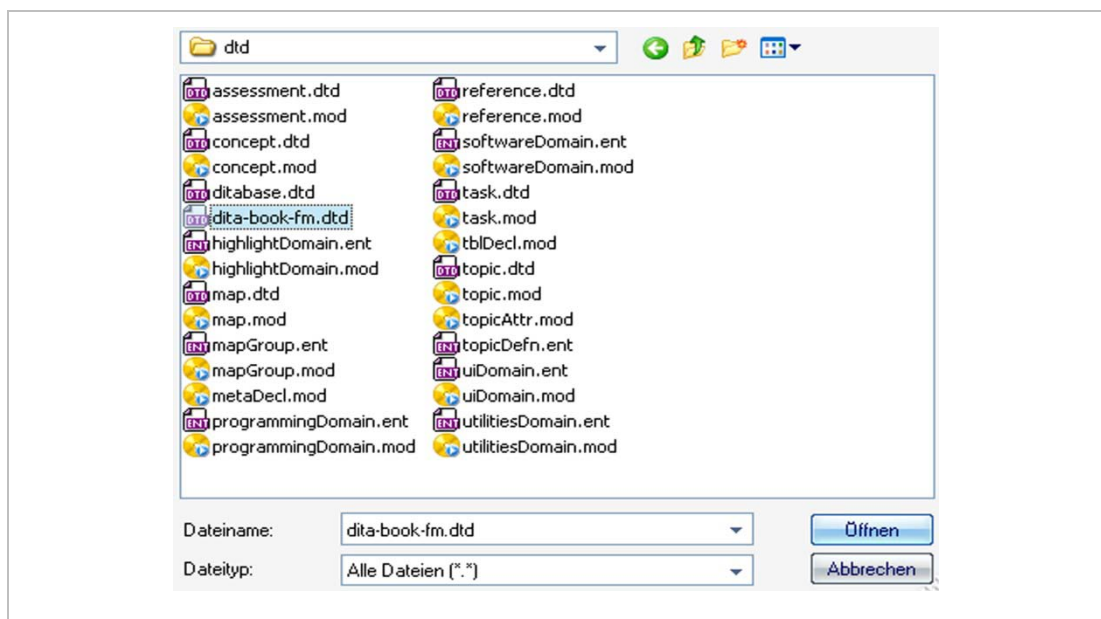 dtd
assessment.dtd
assessment.mod
concept.dtd
concept.mod
ditabase.dtd
dita-book-fm.dtd
highlightDomain.ent
highlightDomain.mod
map.dtd
map.mod
mapGroup.ent
mapGroup.mod
metaDecl.mod
programmingDomain.ent
programmingDomain.mod
reference.dtd
reference.mod
softwareDomain.ent
softwareDomain.mod
task.dtd
task.mod
tblDecl.mod
topic.dtd
topic.mod
topicAttr.mod
topicDefn.ent
uiDomain.ent
uiDomain.mod
utilitiesDomain.ent
utilitiesDomain.mod
Dateiname: dita-book-fm.dtd Öffnen
Dateityp: Alle Dateien (*.*) Abbrechen